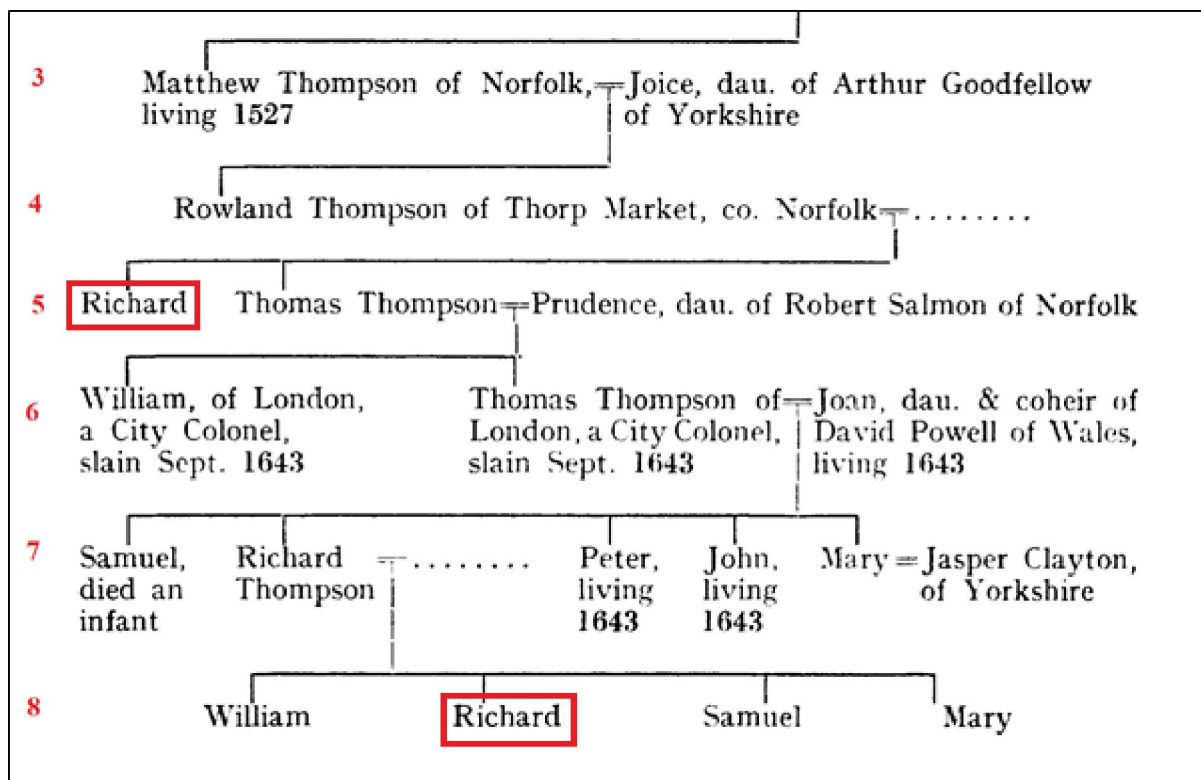 3 Matthew Thompson of Norfolk, Joice, dau. of Arthur Goodfellow
living 1527 of Yorkshire
4 Rowland Thompson of Thorp Market, co. Norfolk ........
5 Richard Thomas Thompson Prudence, dau. of Robert Salmon of Norfolk
6 William, of London, Thomas Thompson of Joan, dau. & coheir of
a City Colonel, London, a City Colonel, David Powell of Wales,
slain Sept. 1643 slain Sept. 1643 living 1643
7 Samuel, Richard ........ Peter, John, Mary = Jasper Clayton,
died an Thompson living living of Yorkshire
infant 1643 1643
8 William Richard Samuel Mary